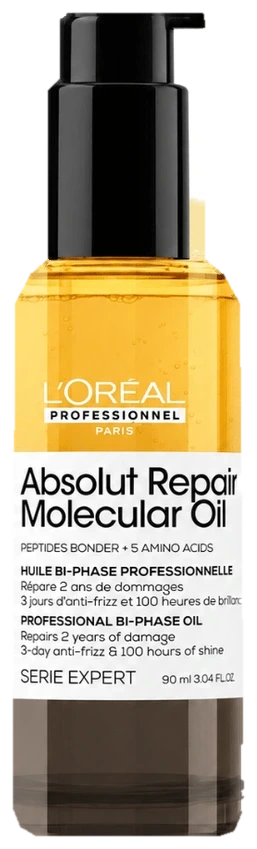 L'ORÉAL
PROFESSIONNEL
PARIS
Absolut Repair
Molecular Oil
PEPTIDES BONDER + 5 AMINO ACIDS
HUILE BI-PHASE PROFESSIONNELLE
Répare 2 ans de dommages
3 jours d'anti-frizz et 100 heures de brillanc
PROFESSIONAL BI-PHASE OIL
Repairs 2 years of damage
3-day anti-frizz & 100 hours of shine
SERIE EXPERT 90 ml 3.04 FL.OZ.